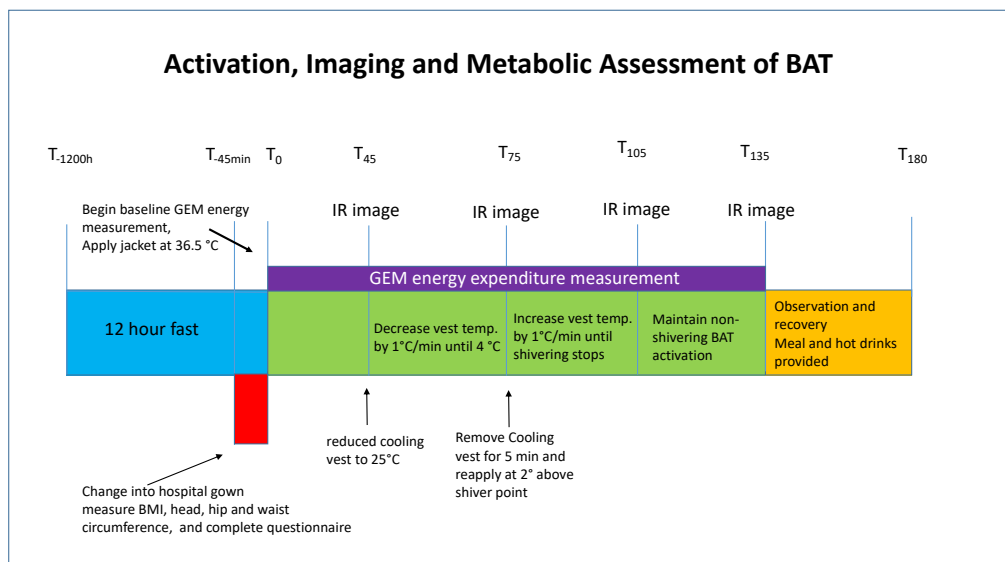 Activation, Imaging and Metabolic Assessment of BAT
T-1200h
T-45min
T0
T45
T75
T105
T135
T180
Begin baseline GEM energy
measurement,
Apply jacket at 36.5 °C
IR image
IR image
IR image
IR image
GEM energy expenditure measurement
12 hour fast
Decrease vest temp.
by 1°C/min until 4 °C
Increase vest temp.
by 1°C/min until
shivering stops
Maintain non-
shivering BAT
activation
Observation and
recovery
Meal and hot drinks
provided
reduced cooling
vest to 25°C
Remove Cooling
vest for 5 min and
reapply at 2° above
shiver point
Change into hospital gown
measure BMI, head, hip and waist
circumference,  and complete questionnaire